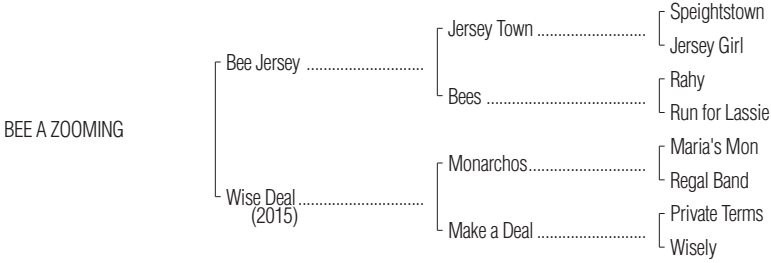 Speightstown
Jersey Town ............................
Jersey Girl
Bee Jersey ..............................
Rahy
Bees ..........................................
Run for Lassie
BEE A ZOOMING
Maria's Mon
Monarchos..............................
Regal Band
Wise Deal................................
(2015)
Private Terms
Make a Deal ............................
Wisely